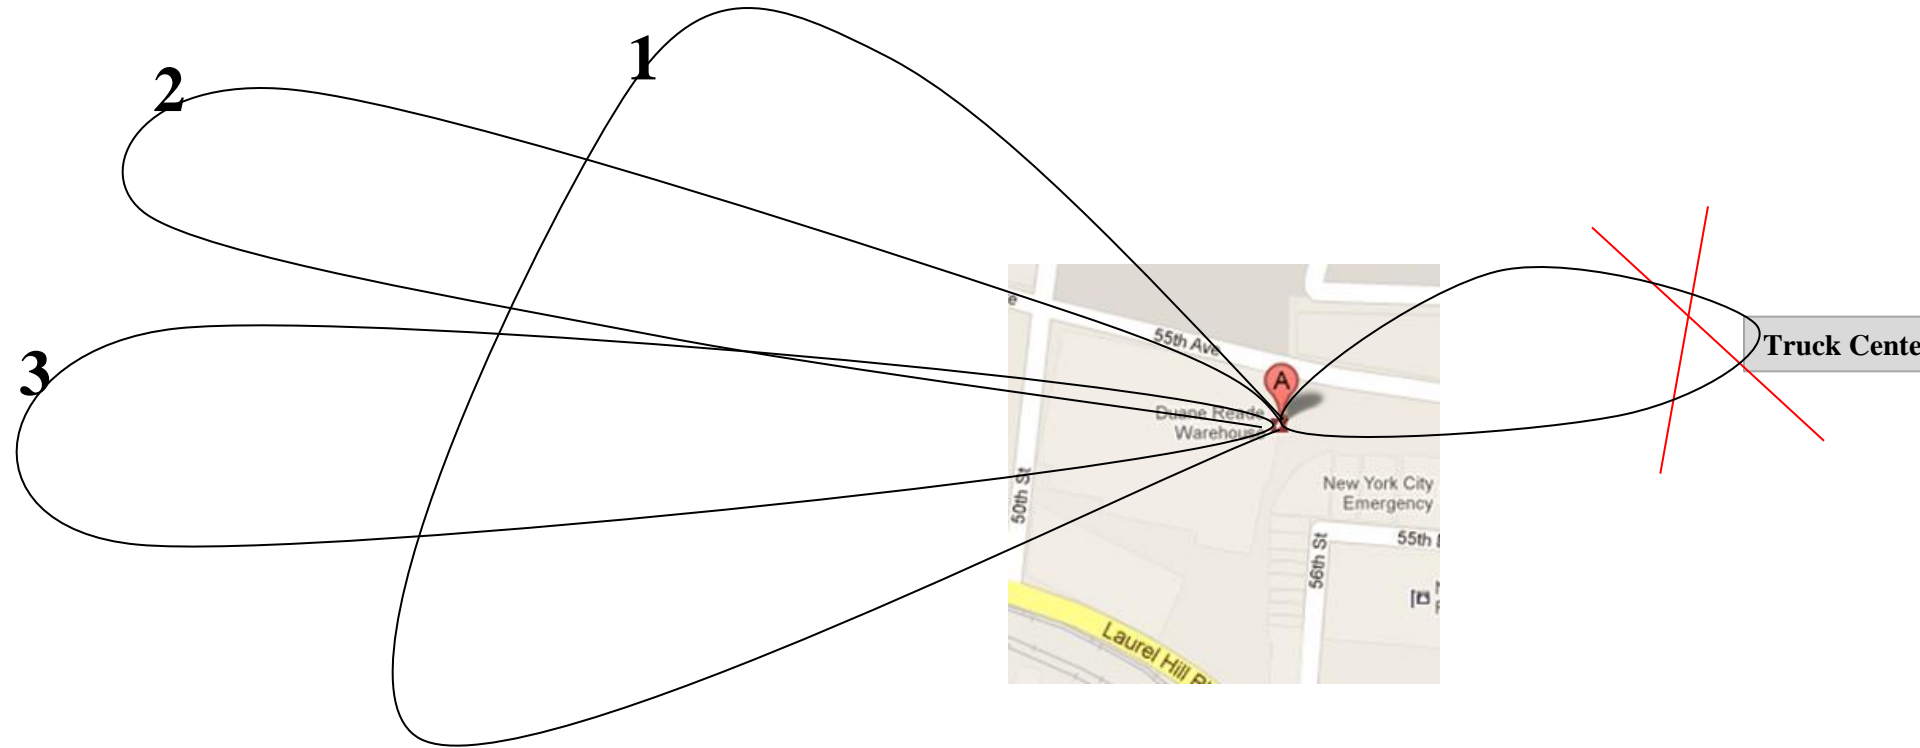 1
2
3
e
55th Ave
A
Duane Reade
Warehouse
Truck Cente
50th St
New York City
Emergency
56th St
55th
Laurel Hill